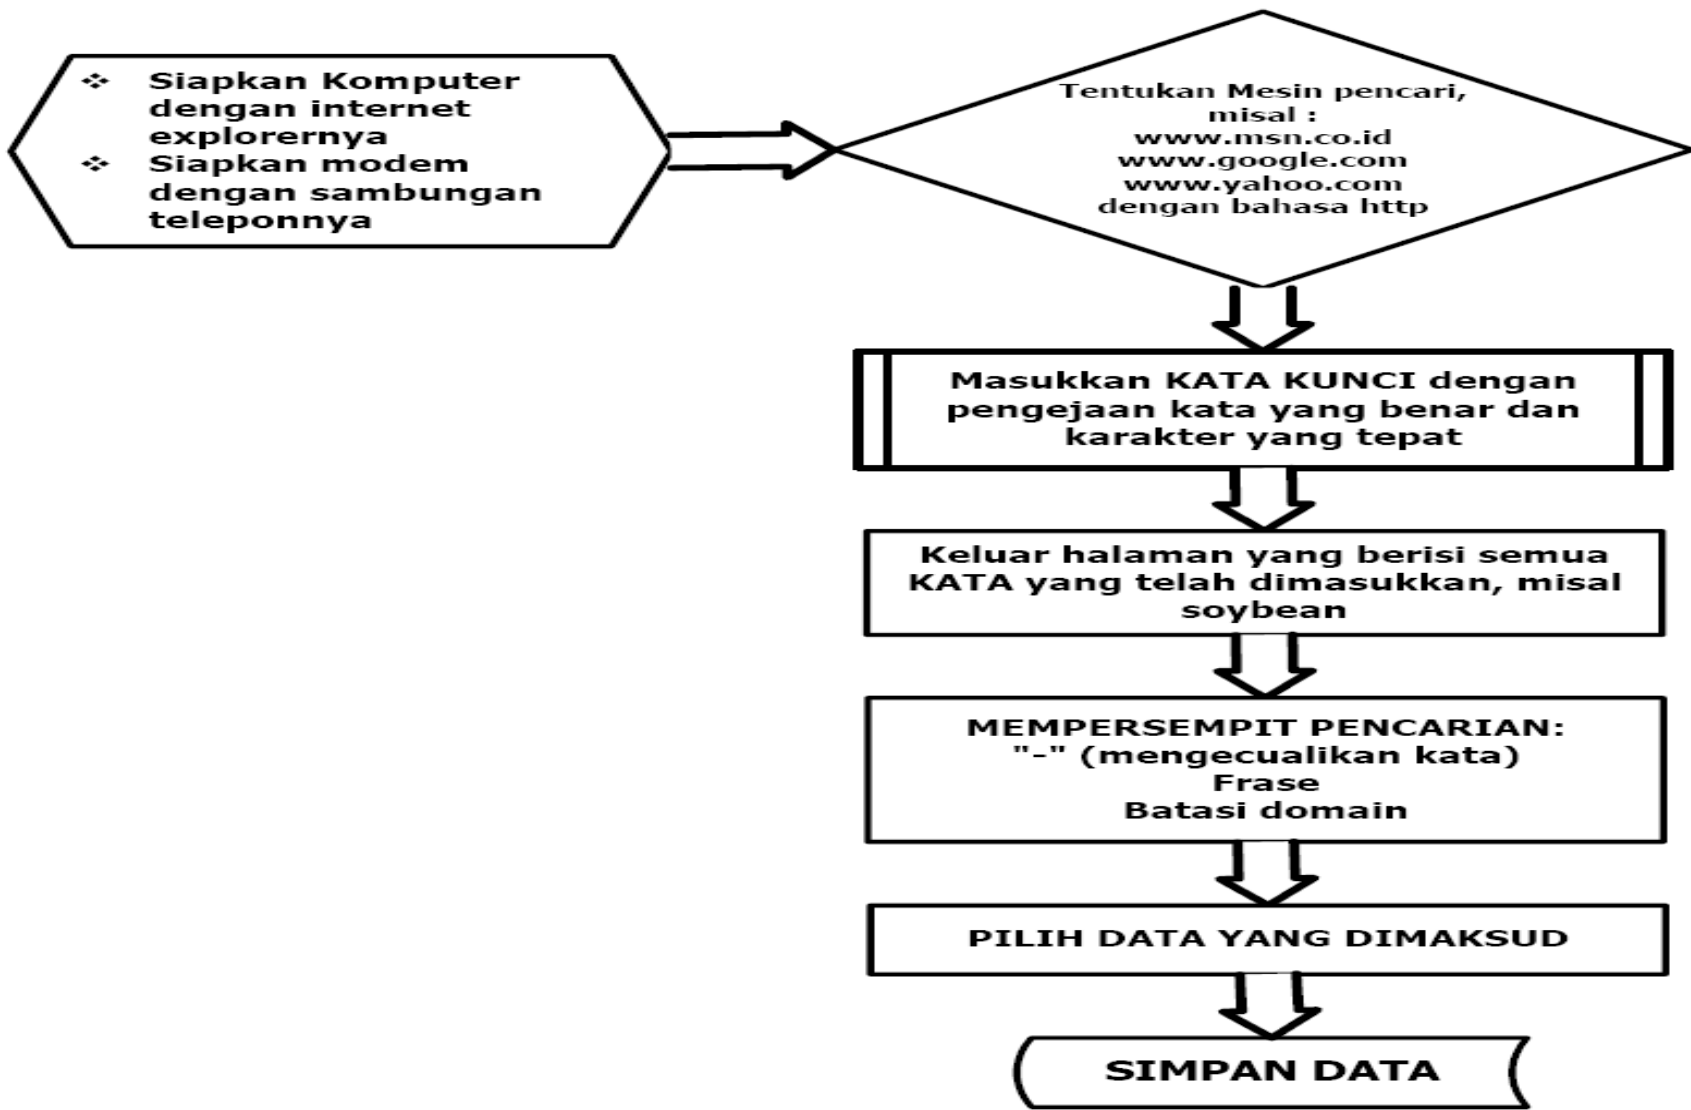 ❖ Siapkan Komputer
dengan internet
explorernya
❖ Siapkan modem
dengan sambungan
teleponnya
Tentukan Mesin pencari,
misal :
www.msn.co.id
www.google.com
www.yahoo.com
dengan bahasa http
Masukkan KATA KUNCI dengan
pengejaan kata yang benar dan
karakter yang tepat
Keluar halaman yang berisi semua
KATA yang telah dimasukkan, misal
soybean
MEMPERSEMPIT PENCARIAN:
"-" (mengecualikan kata)
Frase
Batasi domain
PILIH DATA YANG DIMAKSUD
SIMPAN DATA